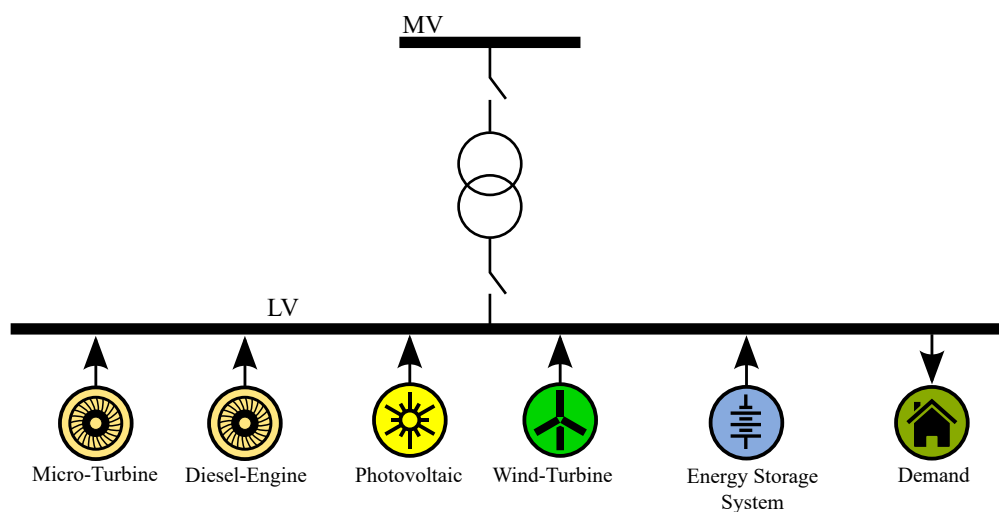 MV
LV
Micro-Turbine
Diesel-Engine
Photovoltaic
Wind-Turbine
Energy Storage
System
Demand